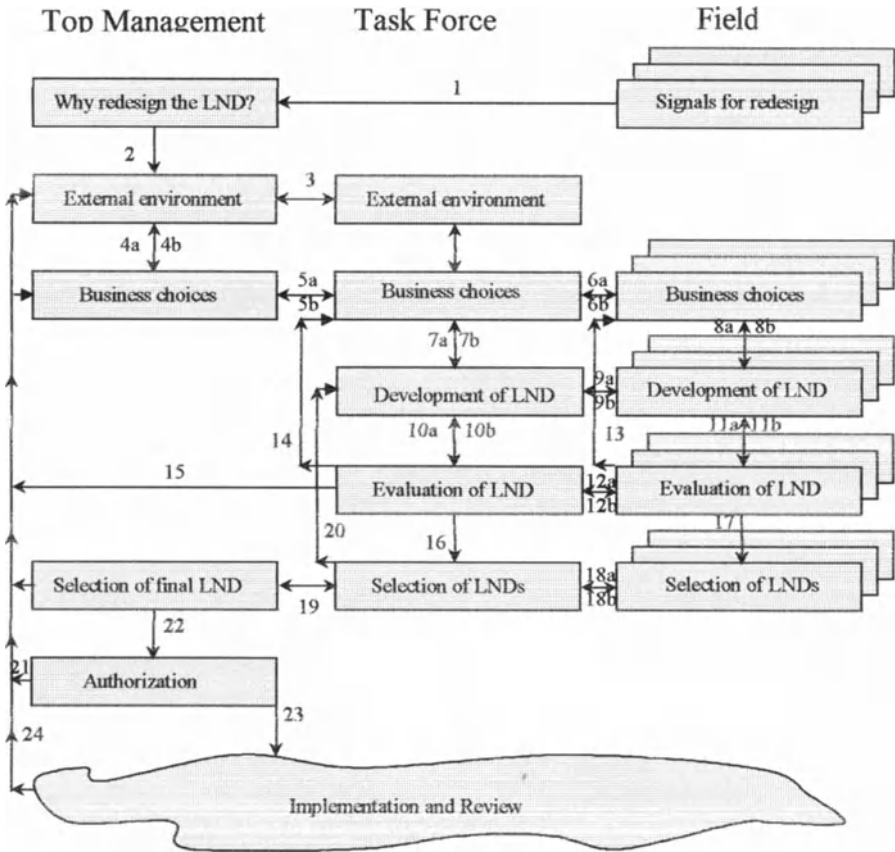 Top Management Task Force Field
Why redesign the LND? 1 Signals for redesign
2
External environment 3 External environment
4a 4b
Business choices 5a Business choices 6a Business choices
5b 6b
7a 7b 8a 8b
Development of LND 9a Development of LND
9b
10a 10b 11a 11b
14 13
15 Evaluation of LND 12a Evaluation of LND
12b
20 16 17
Selection of final LND 19 Selection of LNDs 18a Selection of LNDs
18b
22
21 Authorization
24 23
Implementation and Review